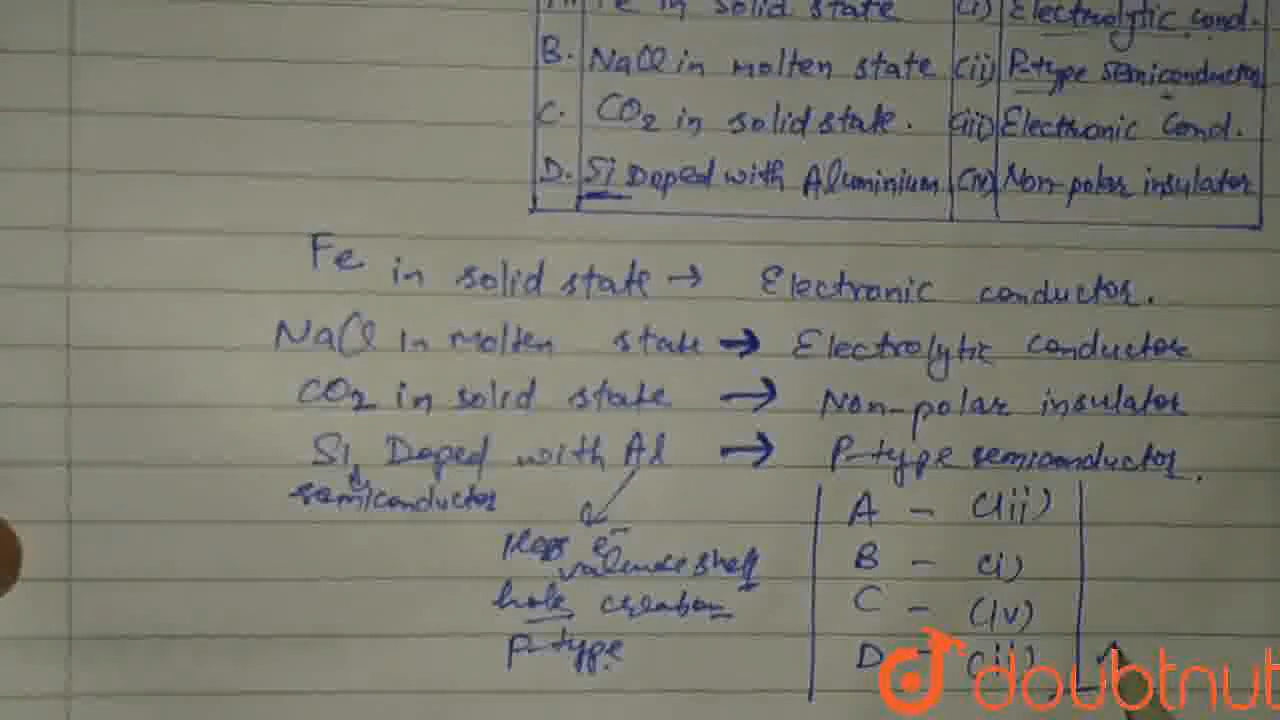 Fe in solid state (i) Electrolytic cond.
B. NaCl in molten state (ii) P-type semiconductor
C. CO2 in solid state. (iii) Electronic Cond.
D. Si Doped with Aluminium (iv) Non-polar insulator
Fe in solid state → Electronic conductor.
NaCl in molten state → Electrolytic conductor
CO2 in solid state → Non-polar insulator
Si Doped with Al → P-type semiconductor.
semiconductor
e- valence shell
hole creation
P-type
A - (iii)
B - (i)
C - (iv)
D - (ii)
doubtnut